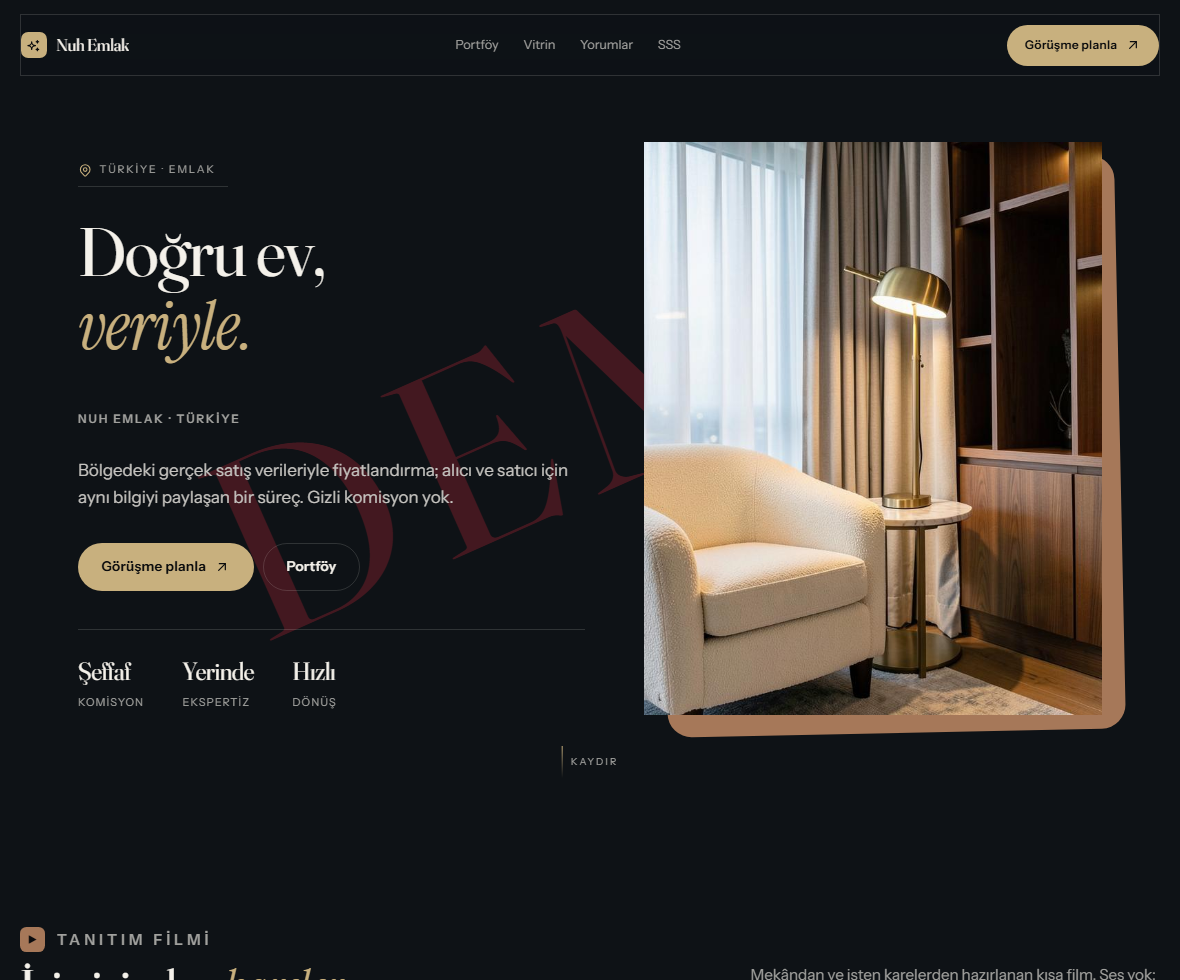 Nuh Emlak
Portföy Vitrin Yorumlar SSS
Görüşme planla
TÜRKİYE · EMLAK
Doğru ev,
veriyle.
NUH EMLAK · TÜRKİYE
Bölgedeki gerçek satış verileriyle fiyatlandırma; alıcı ve satıcı için
aynı bilgiyi paylaşan bir süreç. Gizli komisyon yok.
Görüşme planla
Portföy
Şeffaf Yerinde Hızlı
KOMİSYON EKSPERTİZ DÖNÜŞ
KAYDIR
TANITIM FİLMİ
Mekândan ve işten karelerden hazırlanan kısa film. Ses yok;